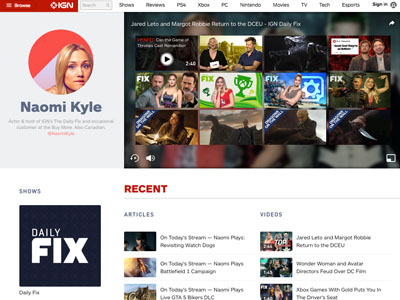 Browse
IGN
Search
Shows
Reviews
PS4
Xbox
PC
Nintendo
Movies
TV
Tech
Esports
Sign in
Jared Leto and Margot Robbie Return to the DCEU - IGN Daily Fix
UP NEXT: Can the Game of
Thrones Cast Remember
2:40
FIX
Naomi Kyle
Actor & host of IGN's The Daily Fix and occasional
customer of the Buy More. Also Canadian.
@NaomiKyle
RECENT
SHOWS
DAILY
FIX
Daily Fix
ARTICLES
On Today's Stream — Naomi Plays:
Revisiting Watch Dogs
On Today's Stream — Naomi Plays
Battlefield 1 Campaign
On Today's Stream — Naomi Plays
Live GTA 5 Bikers DLC
VIDEOS
Jared Leto and Margot Robbie
Return to the DCEU
Wonder Woman and Avatar
Directors Feud Over DC Film
Xbox Games With Gold Puts You In
The Driver's Seat